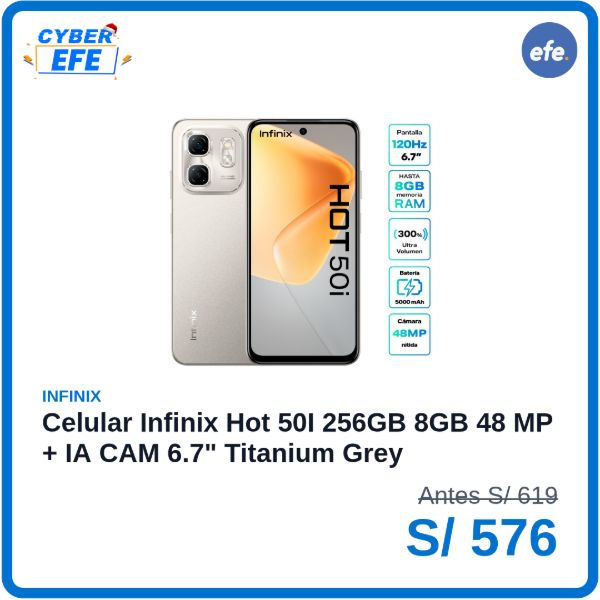 CYBER
EFE
efe.
Infinix
HOT 50i
Infinix
Pantalla
120Hz
6.7"
HASTA
8GB
memoria
RAM
300%
Ultra
Volumen
Batería
5000mAh
Cámara
48MP
nítida
INFINIX
Celular Infinix Hot 50I 256GB 8GB 48 MP
+ IA CAM 6.7" Titanium Grey
Antes S/ 619
S/ 576